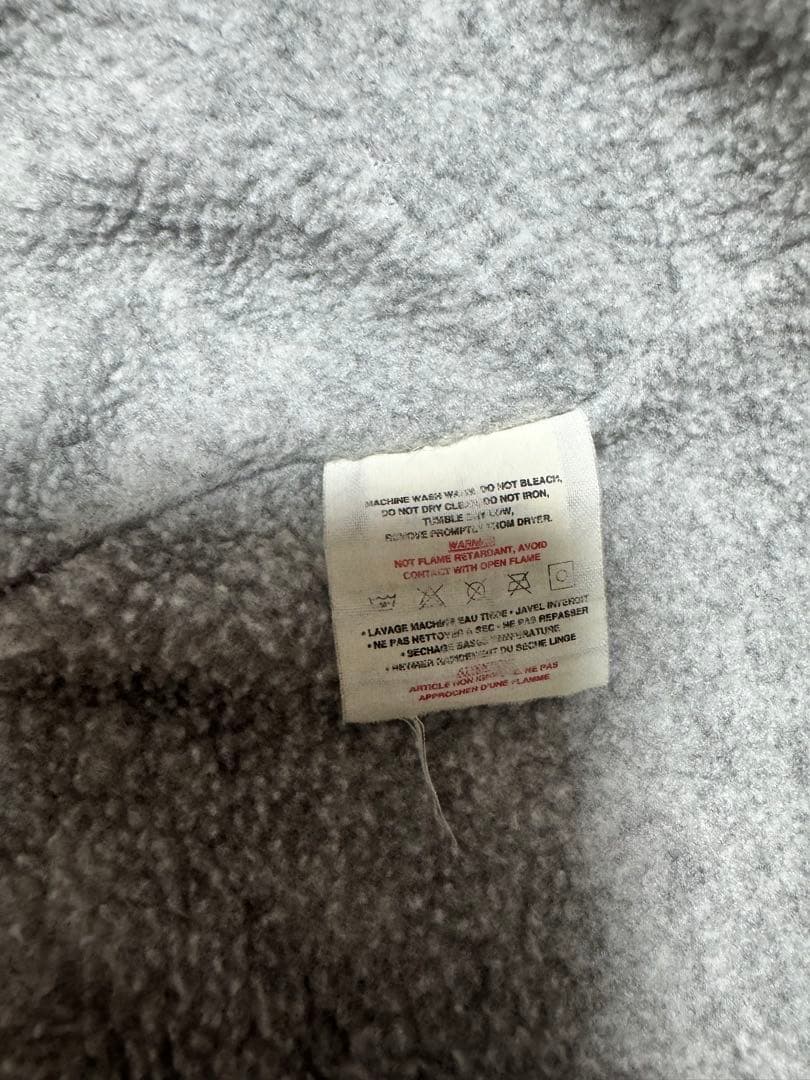 MACHINE WASH WARM, DO NOT BLEACH,
DO NOT DRY CLEAN, DO NOT IRON,
TUMBLE DRY LOW,
REMOVE PROMPTLY FROM DRYER.
WARNING
NOT FLAME RETARDANT, AVOID
CONTACT WITH OPEN FLAME
• LAVAGE MACHINE EAU TIEDE • JAVEL INTERDIT
• NE PAS NETTOYER A SEC • NE PAS REPASSER
• SECHAGE BASSE TEMPERATURE
• RETIRER RAPIDEMENT DU SECHE LINGE
ATTENTION
ARTICLE NON IGNIFUGE. NE PAS
APPROCHER D'UNE FLAMME